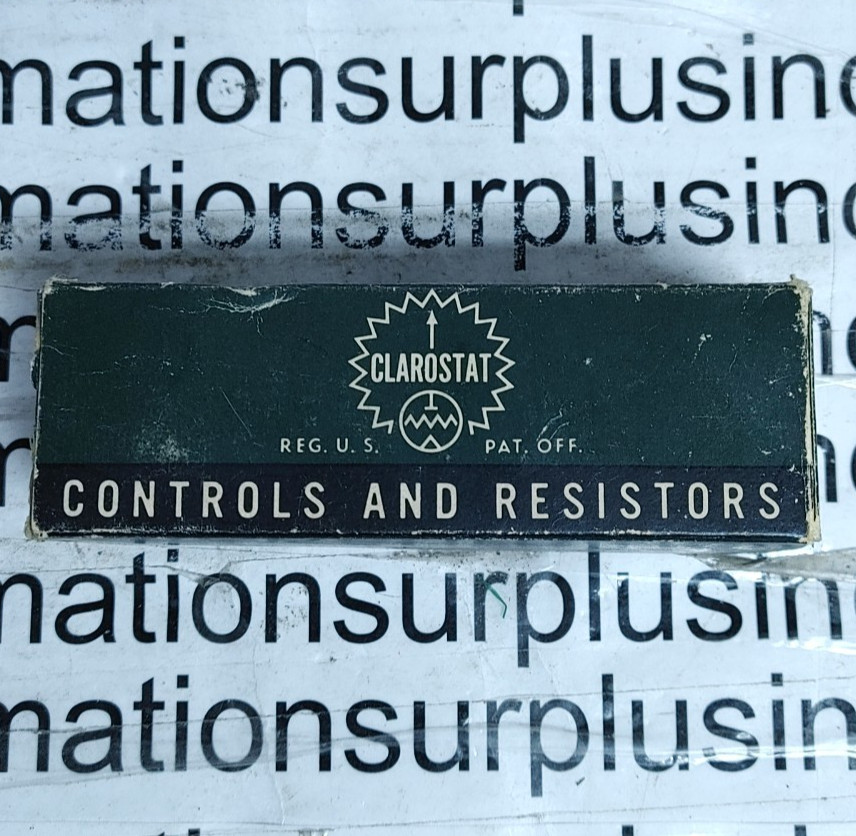 mationsurplusinc
mationsurplusinc
CLAROSTAT
REG. U. S. PAT. OFF.
CONTROLS AND RESISTORS
mationsurplusin
mationsurplusin